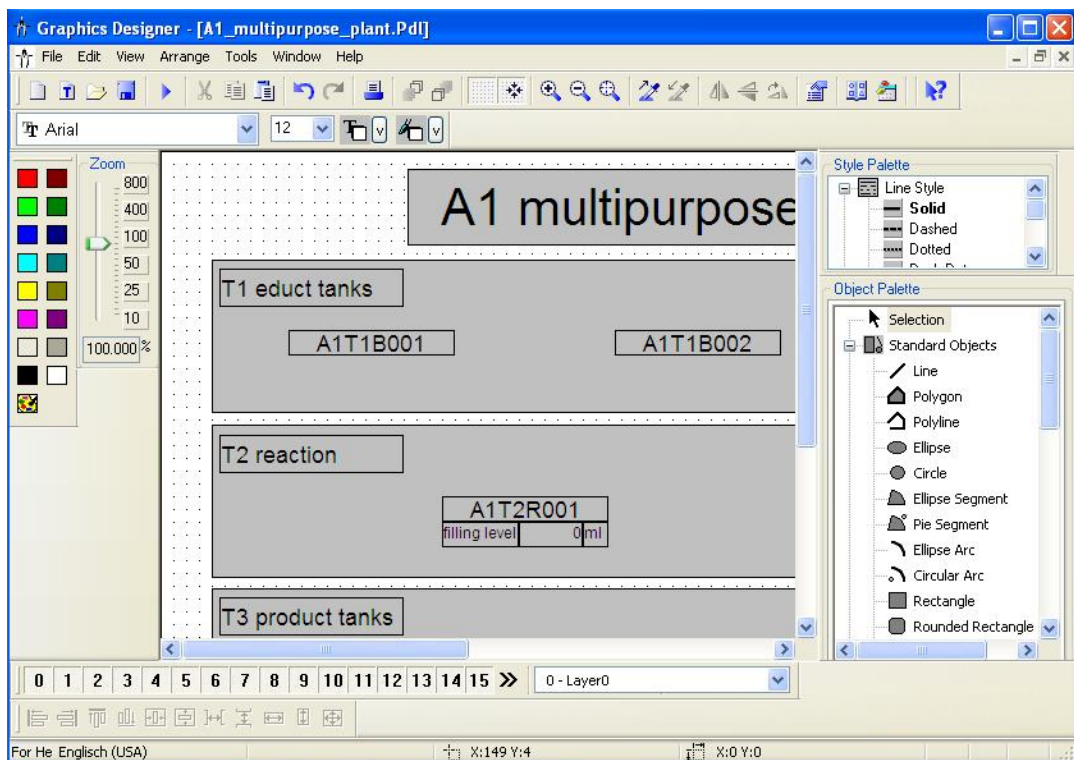 Graphics Designer - [A1_multipurpose_plant.Pdl]
File Edit View Arrange Tools Window Help
Arial 12
Zoom
800
400
100
50
25
10
100.000 %
A1 multipurpose
T1 educt tanks
A1T1B001 A1T1B002
T2 reaction
A1T2R001
filling level 0 ml
T3 product tanks
Style Palette
Line Style
Solid
Dashed
Dotted
Object Palette
Selection
Standard Objects
Line
Polygon
Polyline
Ellipse
Circle
Ellipse Segment
Pie Segment
Ellipse Arc
Circular Arc
Rectangle
Rounded Rectangle
0 1 2 3 4 5 6 7 8 9 10 11 12 13 14 15 0 - Layer0
For He Englisch (USA) X:149 Y:4 X:0 Y:0